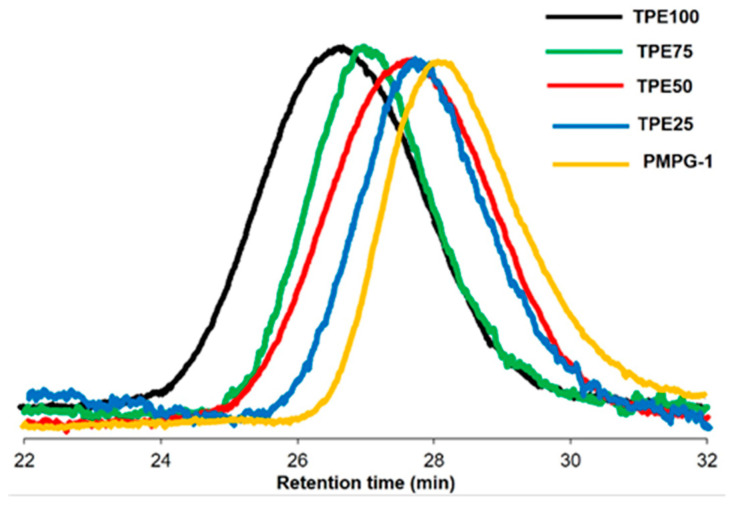 TPE100
TPE75
TPE50
TPE25
PMPG-1
22 24 26 28 30 32
Retention time (min)